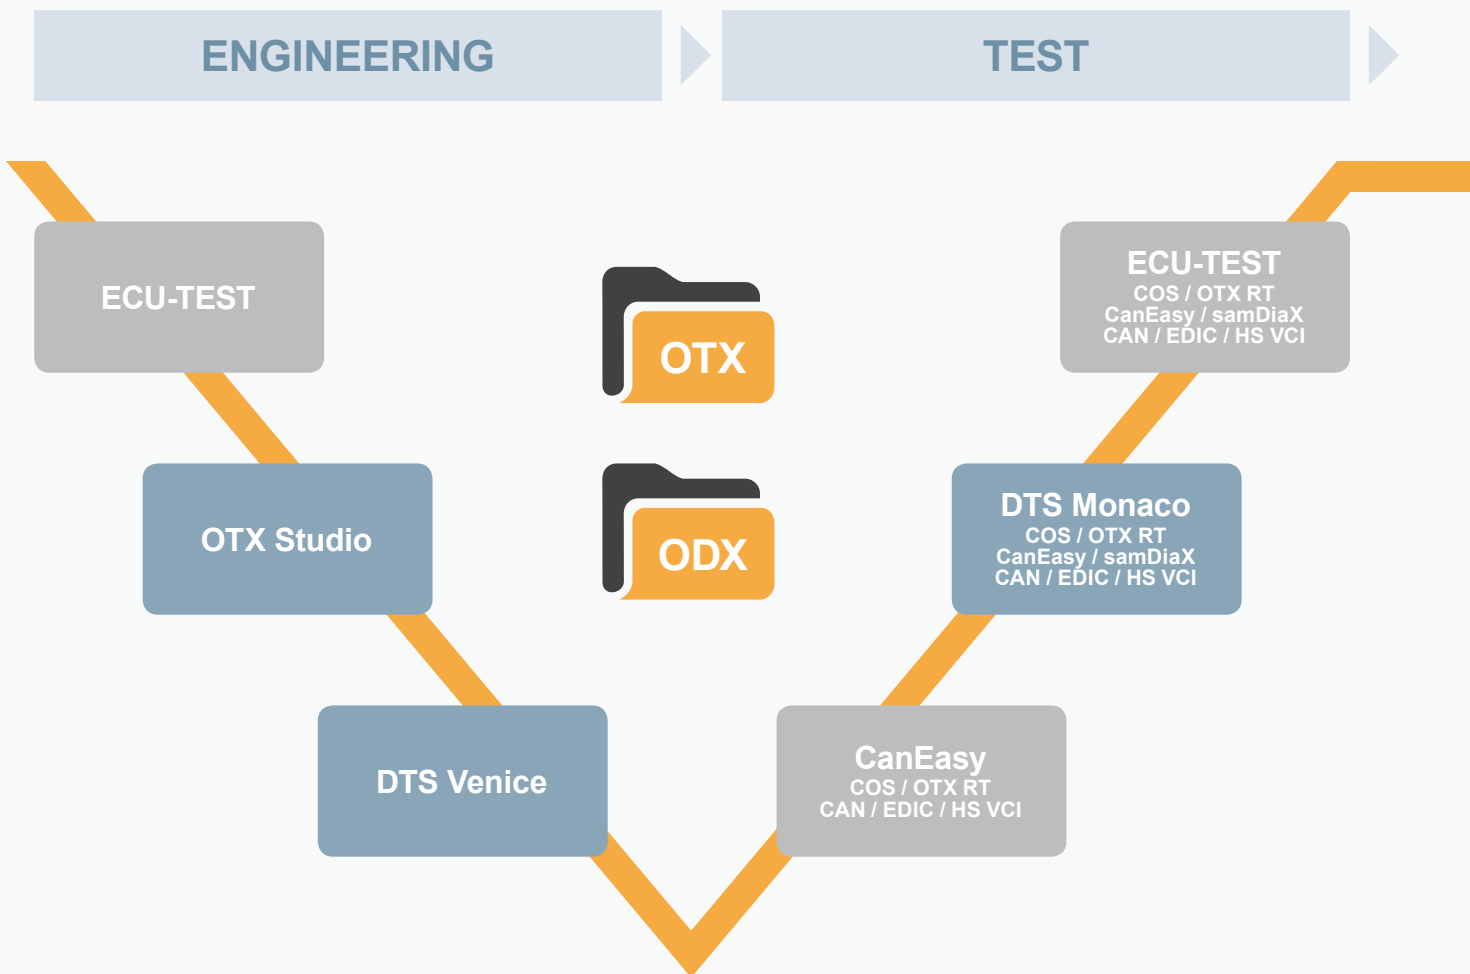 ENGINEERING
TEST
ECU-TEST
OTX Studio
DTS Venice
OTX
ODX
ECU-TEST
COS / OTX RT
CanEasy / samDiaX
CAN / EDIC / HS VCI
DTS Monaco
COS / OTX RT
CanEasy / samDiaX
CAN / EDIC / HS VCI
CanEasy
COS / OTX RT
CAN / EDIC / HS VCI